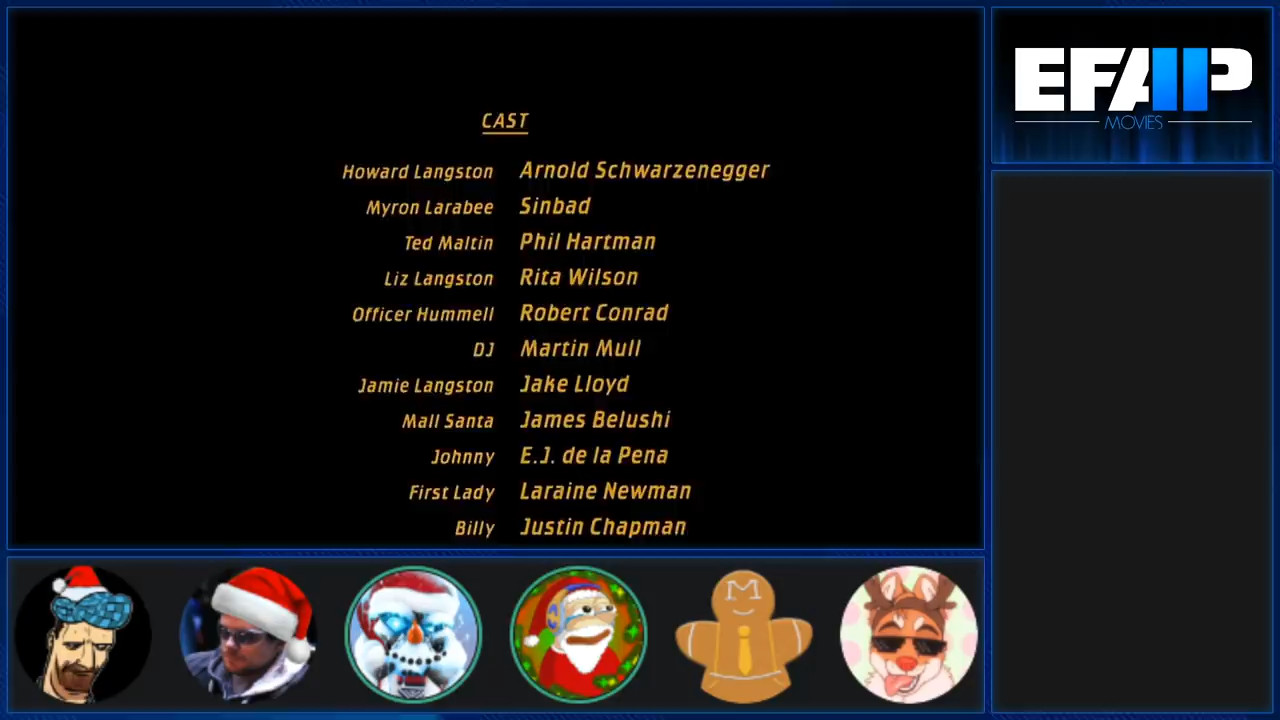 CAST
Howard Langston Arnold Schwarzenegger
Myron Larabee Sinbad
Ted Maltin Phil Hartman
Liz Langston Rita Wilson
Officer Hummell Robert Conrad
DJ Martin Mull
Jamie Langston Jake Lloyd
Mall Santa James Belushi
Johnny E.J. de la Pena
First Lady Laraine Newman
Billy Justin Chapman
EFAP
MOVIES
M